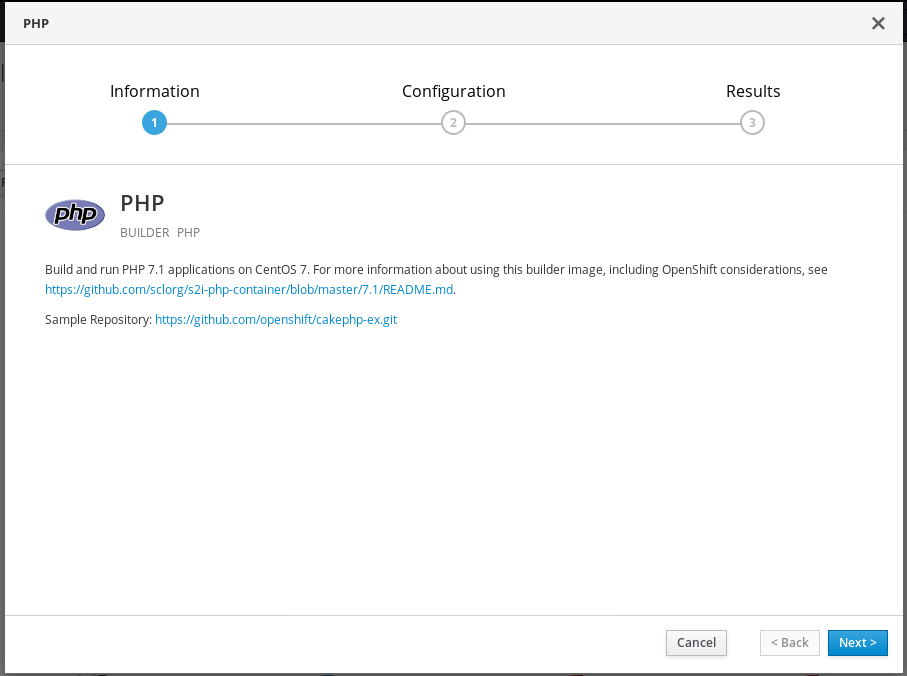 PHP
Information
Configuration
Results
1
2
3
php
PHP
BUILDER PHP
Build and run PHP 7.1 applications on CentOS 7. For more information about using this builder image, including OpenShift considerations, see
https://github.com/sclorg/s2i-php-container/blob/master/7.1/README.md.
Sample Repository: https://github.com/openshift/cakephp-ex.git
Cancel
< Back
Next >